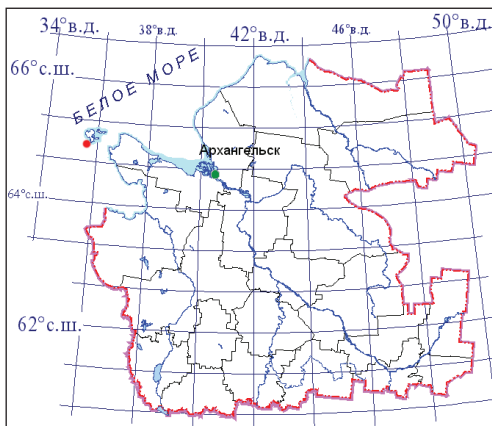 34°в.д.
38°в.д.
42°в.д.
46°в.д.
50°в.д.
66°с.ш.
БЕЛОЕ МОРЕ
Архангельск
64°с.ш.
62°с.ш.